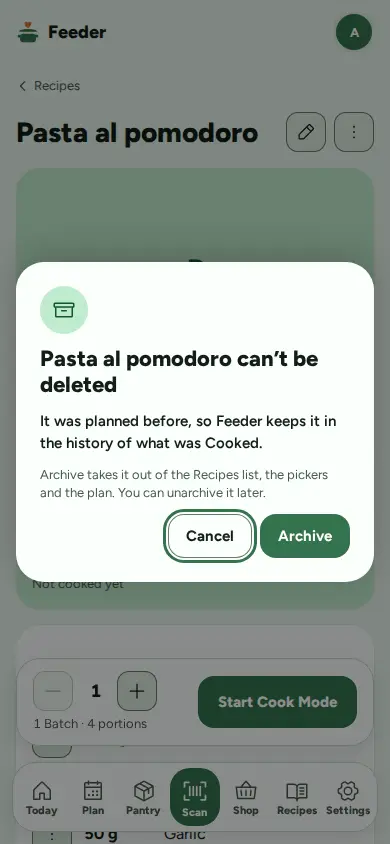 Feeder
A
Recipes
Pasta al pomodoro
Pasta al pomodoro can’t be
deleted
It was planned before, so Feeder keeps it in
the history of what was Cooked.
Archive takes it out of the Recipes list, the pickers
and the plan. You can unarchive it later.
Cancel
Archive
Not cooked yet
1
Start Cook Mode
1 Batch · 4 portions
Today
Plan
Pantry
Scan
Shop
Recipes
Settings
50 g
Garlic